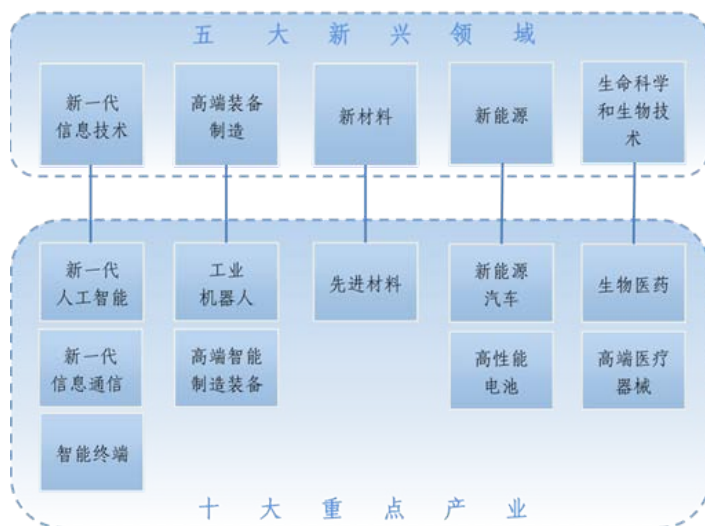 五大新兴领域
新一代
信息技术
高端装备
制造
新材料
新能源
生命科学
和生物技
术
新一代
人工智能
工业
机器人
先进材料
新能源
汽车
生物医药
新一代
信息通信
高端智能
制造装备
高性能
电池
高端医疗
器械
智能终端
十大重点产业